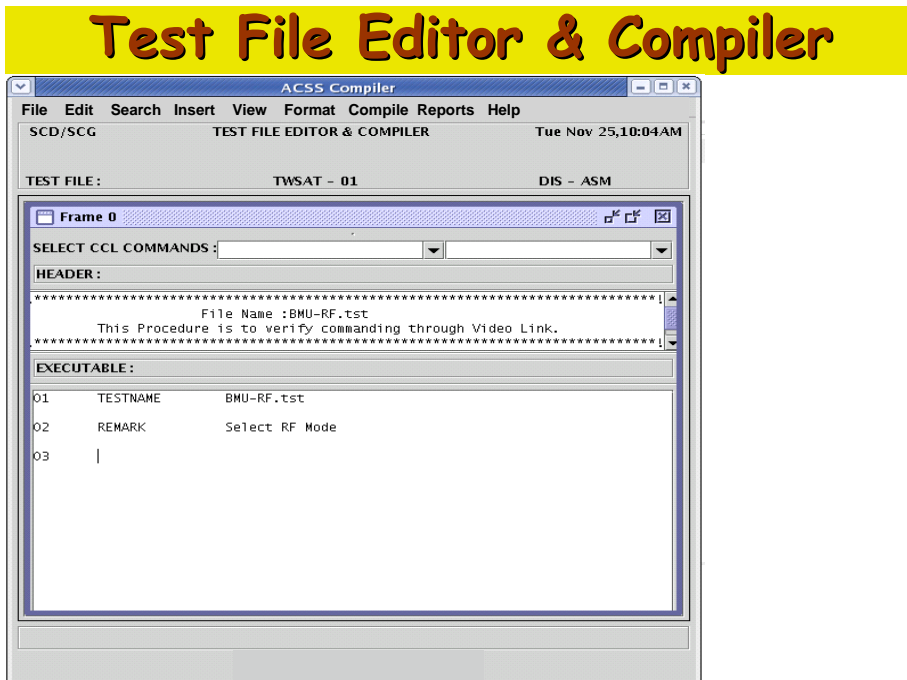 Test File Editor & Compiler
ACSS Compiler
File Edit Search Insert View Format Compile Reports Help
SCD/SCG TEST FILE EDITOR & COMPILER Tue Nov 25,10:04AM
TEST FILE : TWSAT - 01 DIS - ASM
Frame 0
SELECT CCL COMMANDS :
HEADER :
.******************************************************************************!
File Name :BMU-RF.tst
This Procedure is to verify commanding through Video Link.
.******************************************************************************!
EXECUTABLE :
01 TESTNAME BMU-RF.tst
02 REMARK Select RF Mode
03